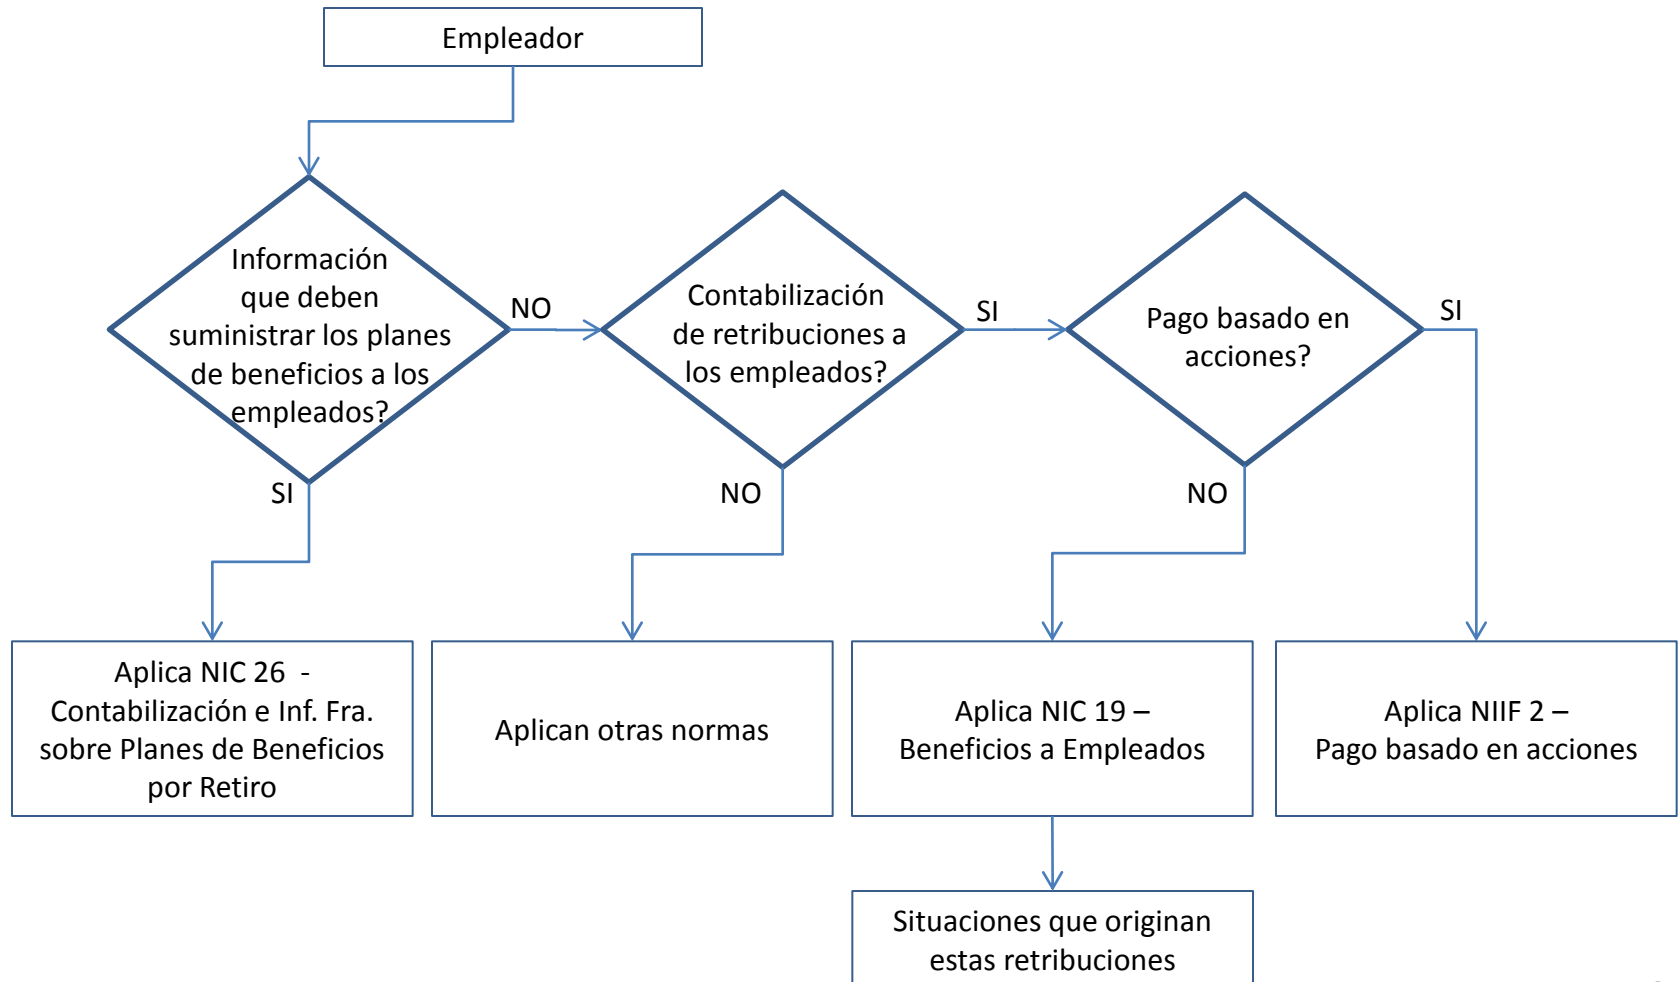 Empleador
Información
que deben
suministrar los planes
de beneficios a los
empleados?
NO
SI
Contabilización
de retribuciones a
los empleados?
SI
NO
Pago basado en
acciones?
SI
NO
Aplica NIC 26 -
Contabilización e Inf. Fra.
sobre Planes de Beneficios
por Retiro
Aplican otras normas
Aplica NIC 19 –
Beneficios a Empleados
Aplica NIIF 2 –
Pago basado en acciones
Situaciones que originan
estas retribuciones